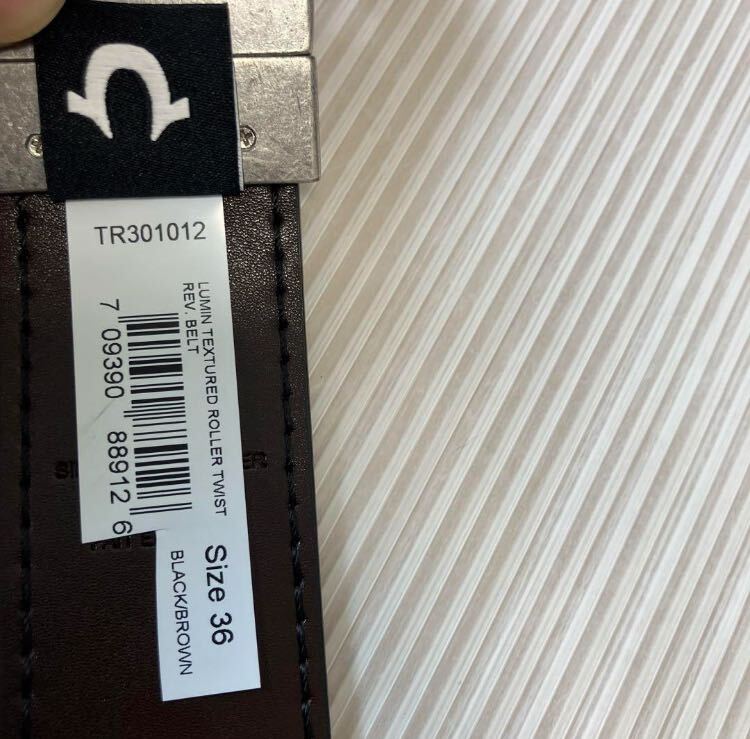 TR301012
LUMIN TEXTURED ROLLER TWIST
REV. BELT
7 09390 88912 6
Size 36
BLACK/BROWN